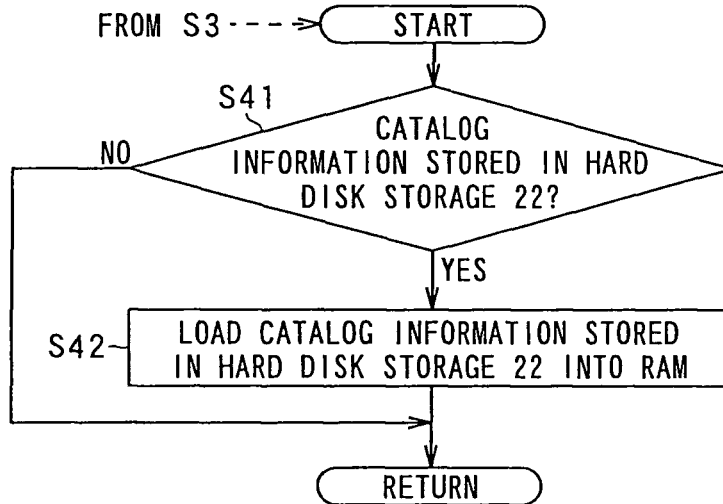 FROM S3
START
S41
CATALOG
INFORMATION STORED IN HARD
DISK STORAGE 22?
NO
YES
S42
LOAD CATALOG INFORMATION STORED
IN HARD DISK STORAGE 22 INTO RAM
RETURN